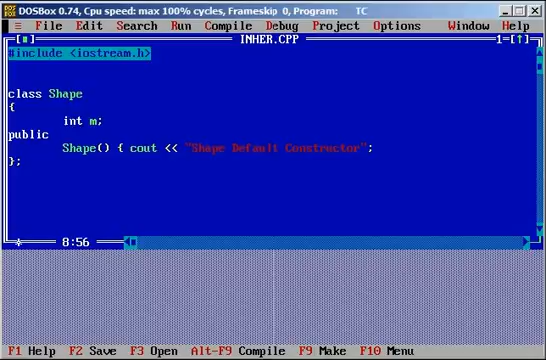 DOSBox 0.74, Cpu speed: max 100% cycles, Frameskip 0, Program: TC
≡ File Edit Search Run Compile Debug Project Options Window Help
[■] INHER.CPP 1=[↑]
#include <iostream.h>
class Shape
{
int m;
public
Shape() { cout << "Shape Default Constructor";
};
* 8:56
F1 Help F2 Save F3 Open Alt-F9 Compile F9 Make F10 Menu